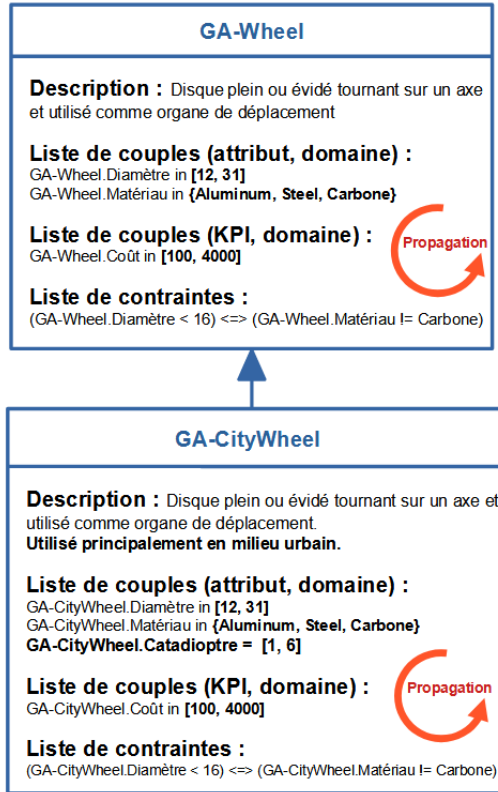 GA-Wheel
Description : Disque plein ou évidé tournant sur un axe
et utilisé comme organe de déplacement
Liste de couples (attribut, domaine) :
GA-Wheel.Diamètre in [12, 31]
GA-Wheel.Matériau in {Aluminum, Steel, Carbone}
Liste de couples (KPI, domaine) :
GA-Wheel.Coût in [100, 4000]
Propagation
Liste de contraintes :
(GA-Wheel.Diamètre < 16) <=> (GA-Wheel.Matériau != Carbone)
GA-CityWheel
Description : Disque plein ou évidé tournant sur un axe et
utilisé comme organe de déplacement.
Utilisé principalement en milieu urbain.
Liste de couples (attribut, domaine) :
GA-CityWheel.Diamètre in [12, 31]
GA-CityWheel.Matériau in {Aluminum, Steel, Carbone}
GA-CityWheel.Catadioptre = [1, 6]
Liste de couples (KPI, domaine) :
GA-CityWheel.Coût in [100, 4000]
Propagation
Liste de contraintes :
(GA-CityWheel.Diamètre < 16) <=> (GA-CityWheel.Matériau != Carbone)